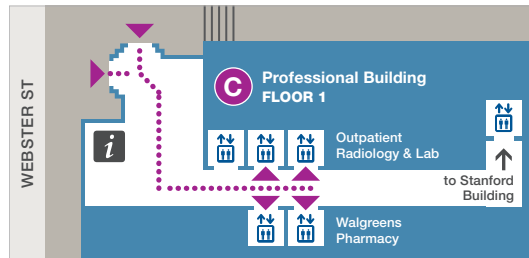 WEBSTER ST
C
Professional Building
FLOOR 1
i
Outpatient
Radiology & Lab
to Stanford
Building
Walgreens
Pharmacy